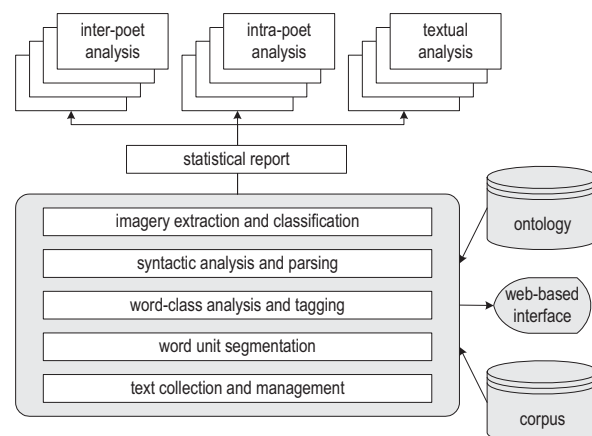 inter-poet
analysis
intra-poet
analysis
textual
analysis
statistical report
imagery extraction and classification
syntactic analysis and parsing
word-class analysis and tagging
word unit segmentation
text collection and management
ontology
web-based
interface
corpus